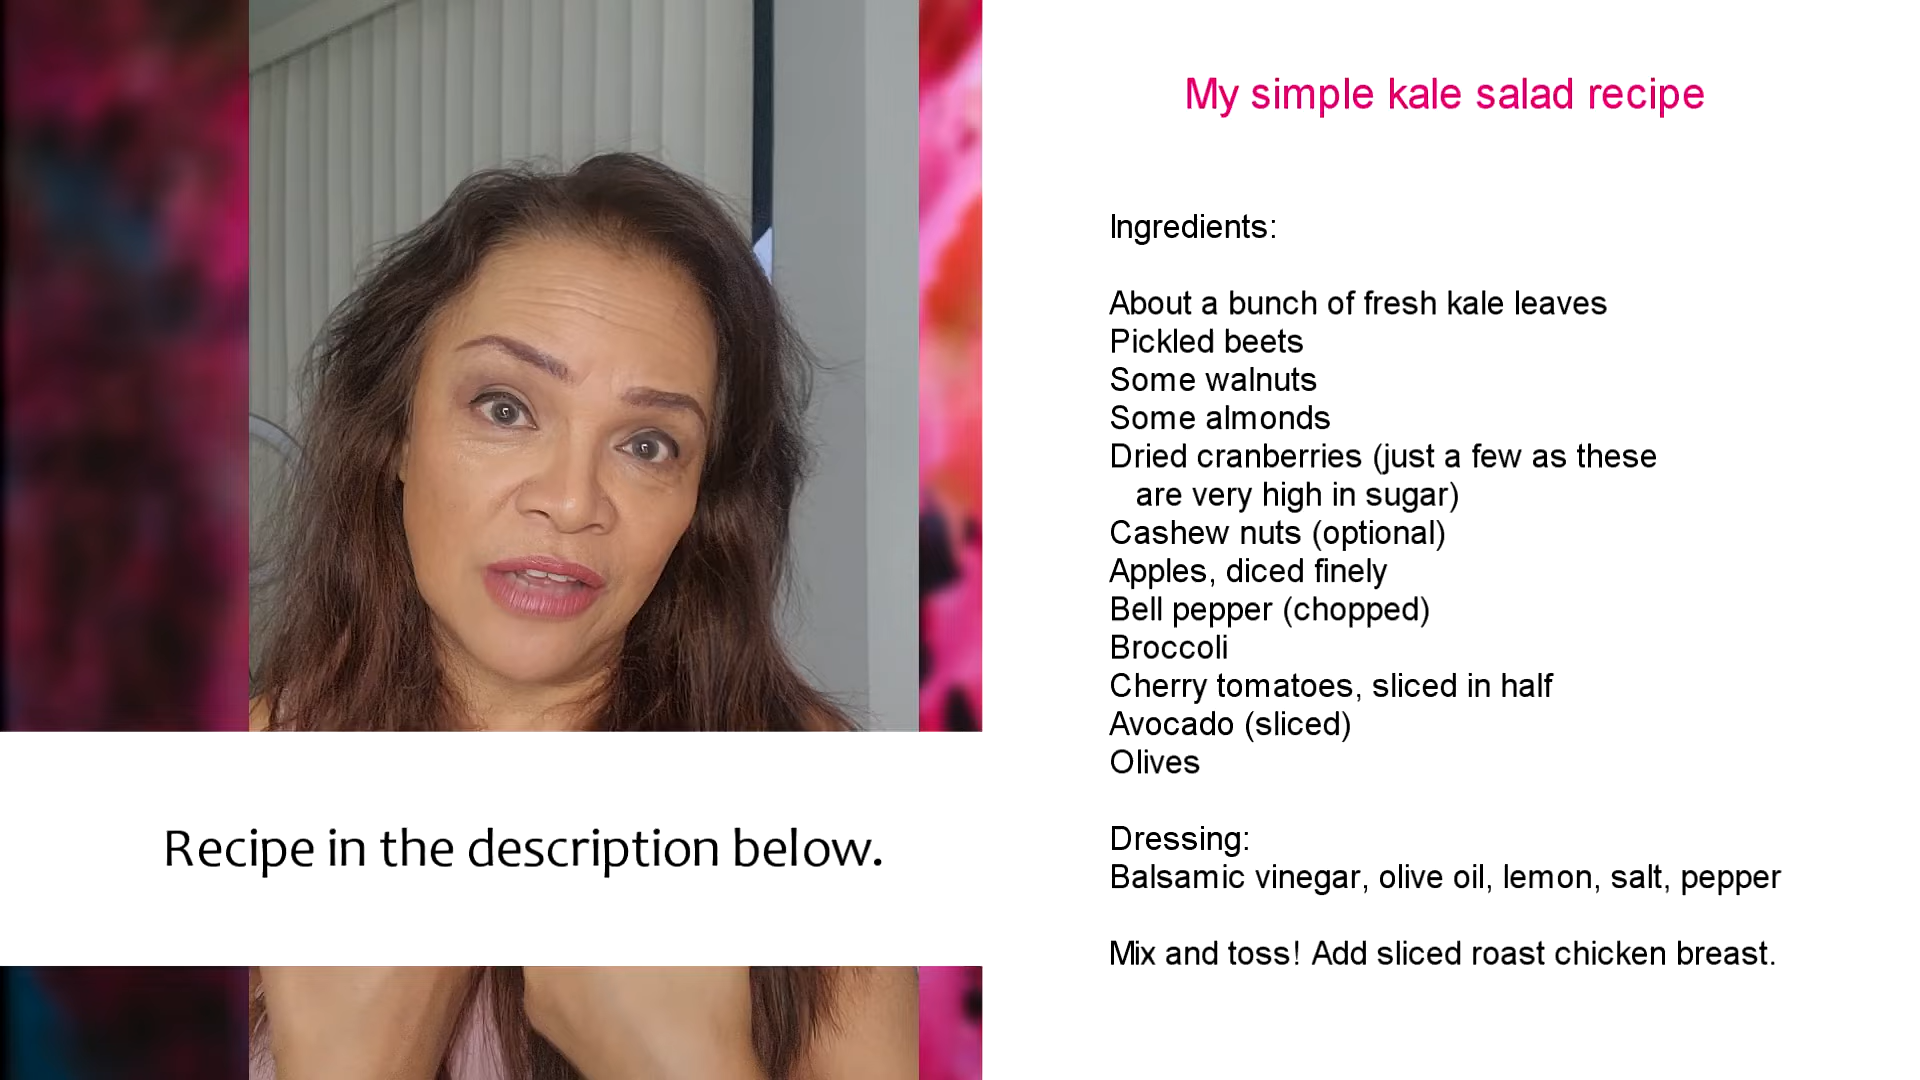 My simple kale salad recipe
Ingredients:
About a bunch of fresh kale leaves
Pickled beets
Some walnuts
Some almonds
Dried cranberries (just a few as these
are very high in sugar)
Cashew nuts (optional)
Apples, diced finely
Bell pepper (chopped)
Broccoli
Cherry tomatoes, sliced in half
Avocado (sliced)
Olives
Dressing:
Balsamic vinegar, olive oil, lemon, salt, pepper
Mix and toss! Add sliced roast chicken breast.
Recipe in the description below.